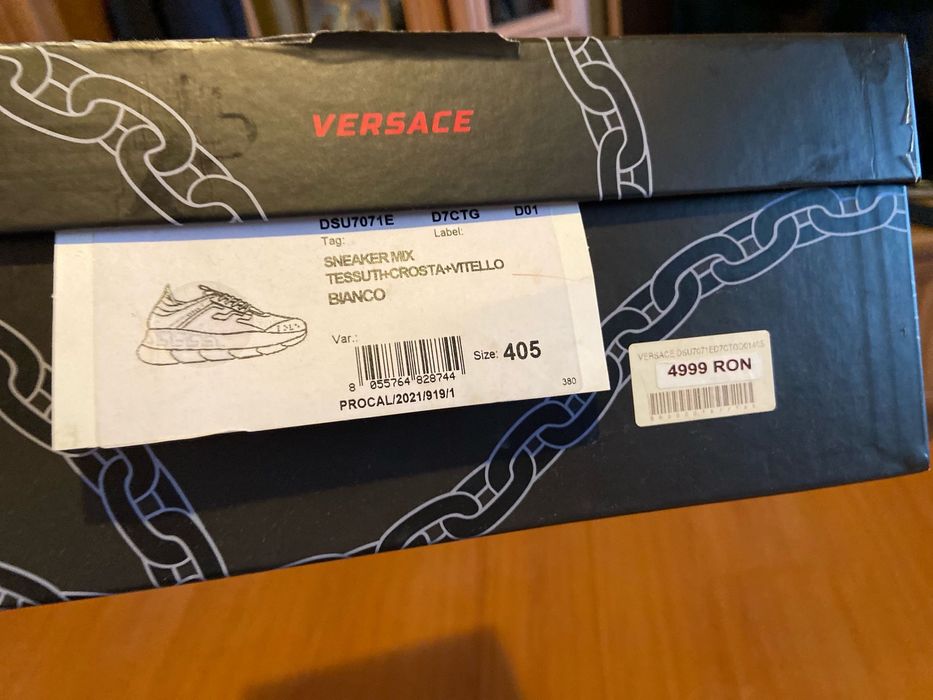 VERSACE
DSU7071E D7CTG D01
Tag: Label:
SNEAKER MIX
TESSUTI+CROSTA+VITELLO
BIANCO
Var.:
8 055764 828744
Size: 405
PROCAL/2021/919/1
380
4999 RON